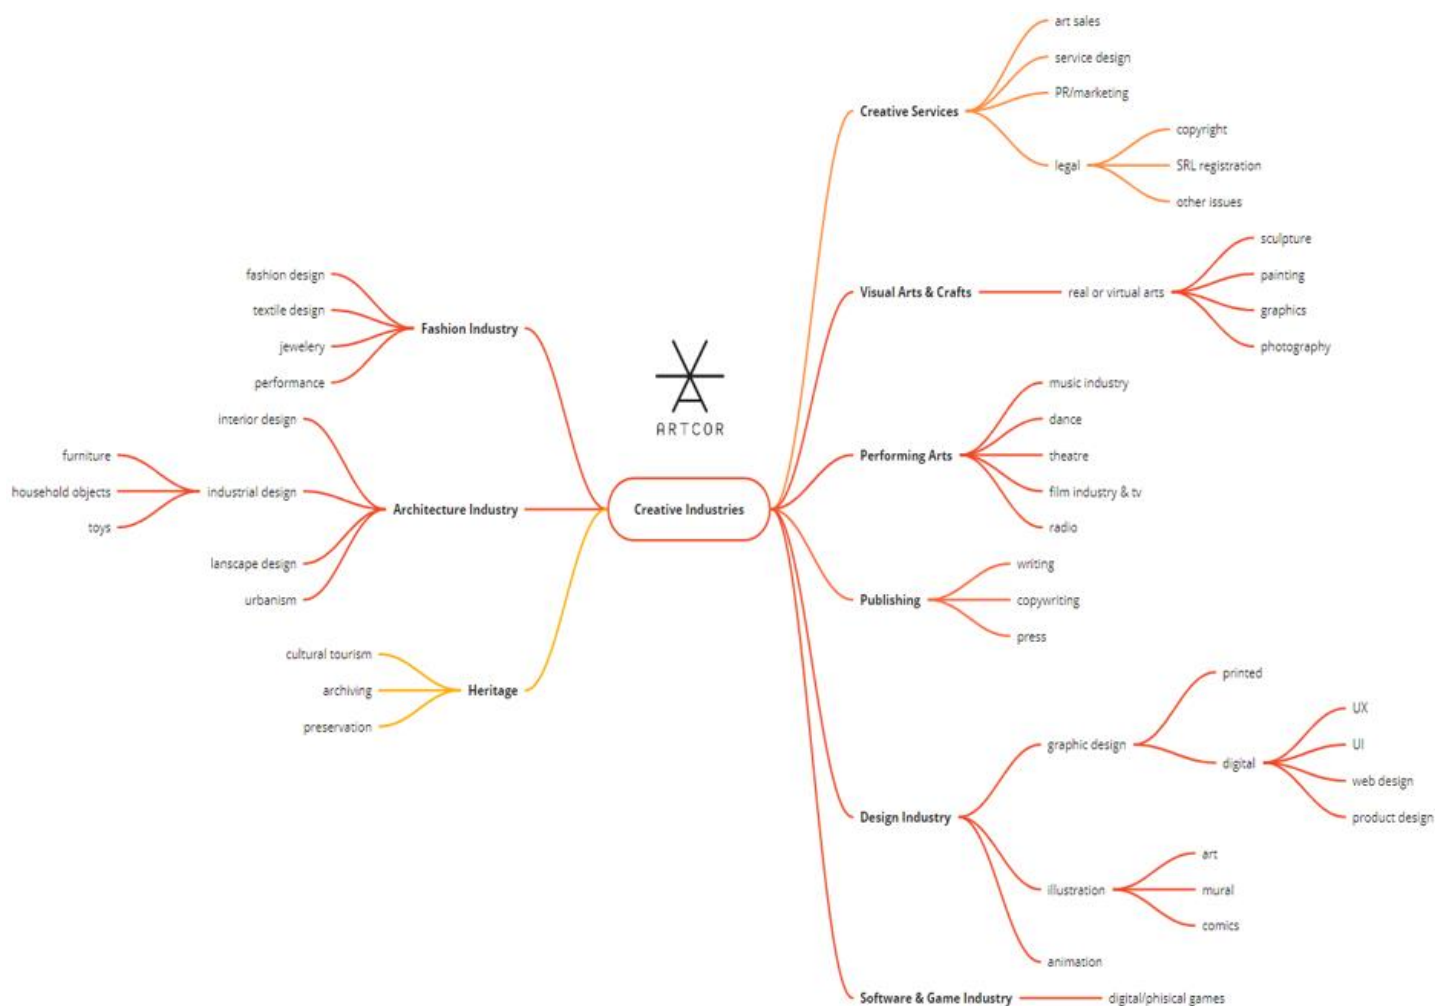 art sales
service design
PR/marketing
Creative Services
copyright
legal
SRL registration
other issues
sculpture
painting
Visual Arts & Crafts
real or virtual arts
graphics
photography
fashion design
textile design
Fashion Industry
jewelery
performance
ARTCOR
music industry
dance
Performing Arts
theatre
film industry & tv
radio
interior design
furniture
household objects
industrial design
toys
Architecture Industry
lanscape design
urbanism
Creative Industries
writing
Publishing
copywriting
press
cultural tourism
archiving
Heritage
preservation
printed
graphic design
digital
UX
UI
web design
product design
Design Industry
art
illustration
mural
comics
animation
Software & Game Industry
digital/phisical games